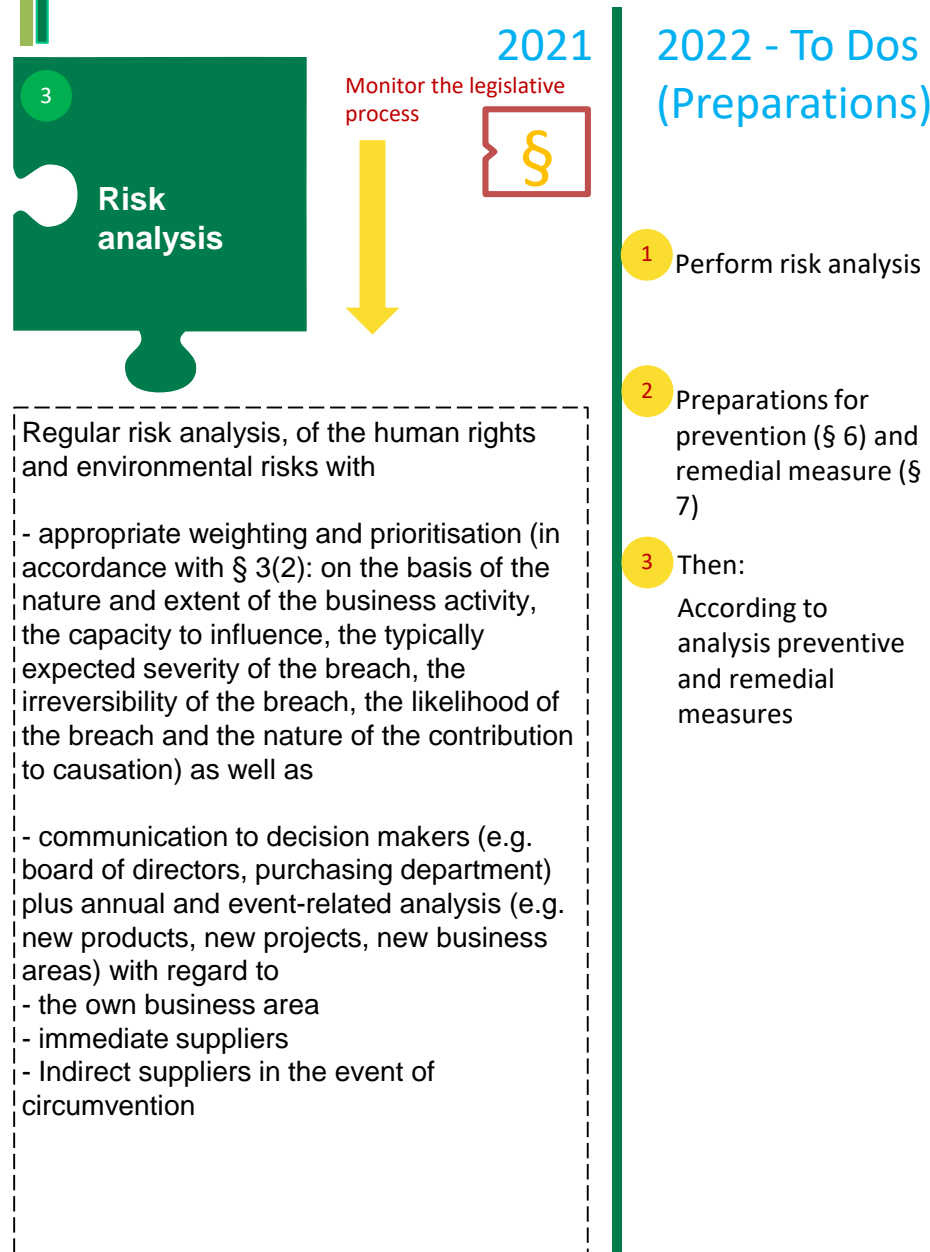 2021
Monitor the legislative
process
§
3
Risk
analysis
Regular risk analysis, of the human rights
and environmental risks with
- appropriate weighting and prioritisation (in
accordance with § 3(2): on the basis of the
nature and extent of the business activity,
the capacity to influence, the typically
expected severity of the breach, the
irreversibility of the breach, the likelihood of
the breach and the nature of the contribution
to causation) as well as
- communication to decision makers (e.g.
board of directors, purchasing department)
plus annual and event-related analysis (e.g.
new products, new projects, new business
areas) with regard to
- the own business area
- immediate suppliers
- Indirect suppliers in the event of
circumvention
2022 - To Dos
(Preparations)
1
Perform risk analysis
2
Preparations for
prevention (§ 6) and
remedial measure (§
7)
3
Then:
According to
analysis preventive
and remedial
measures